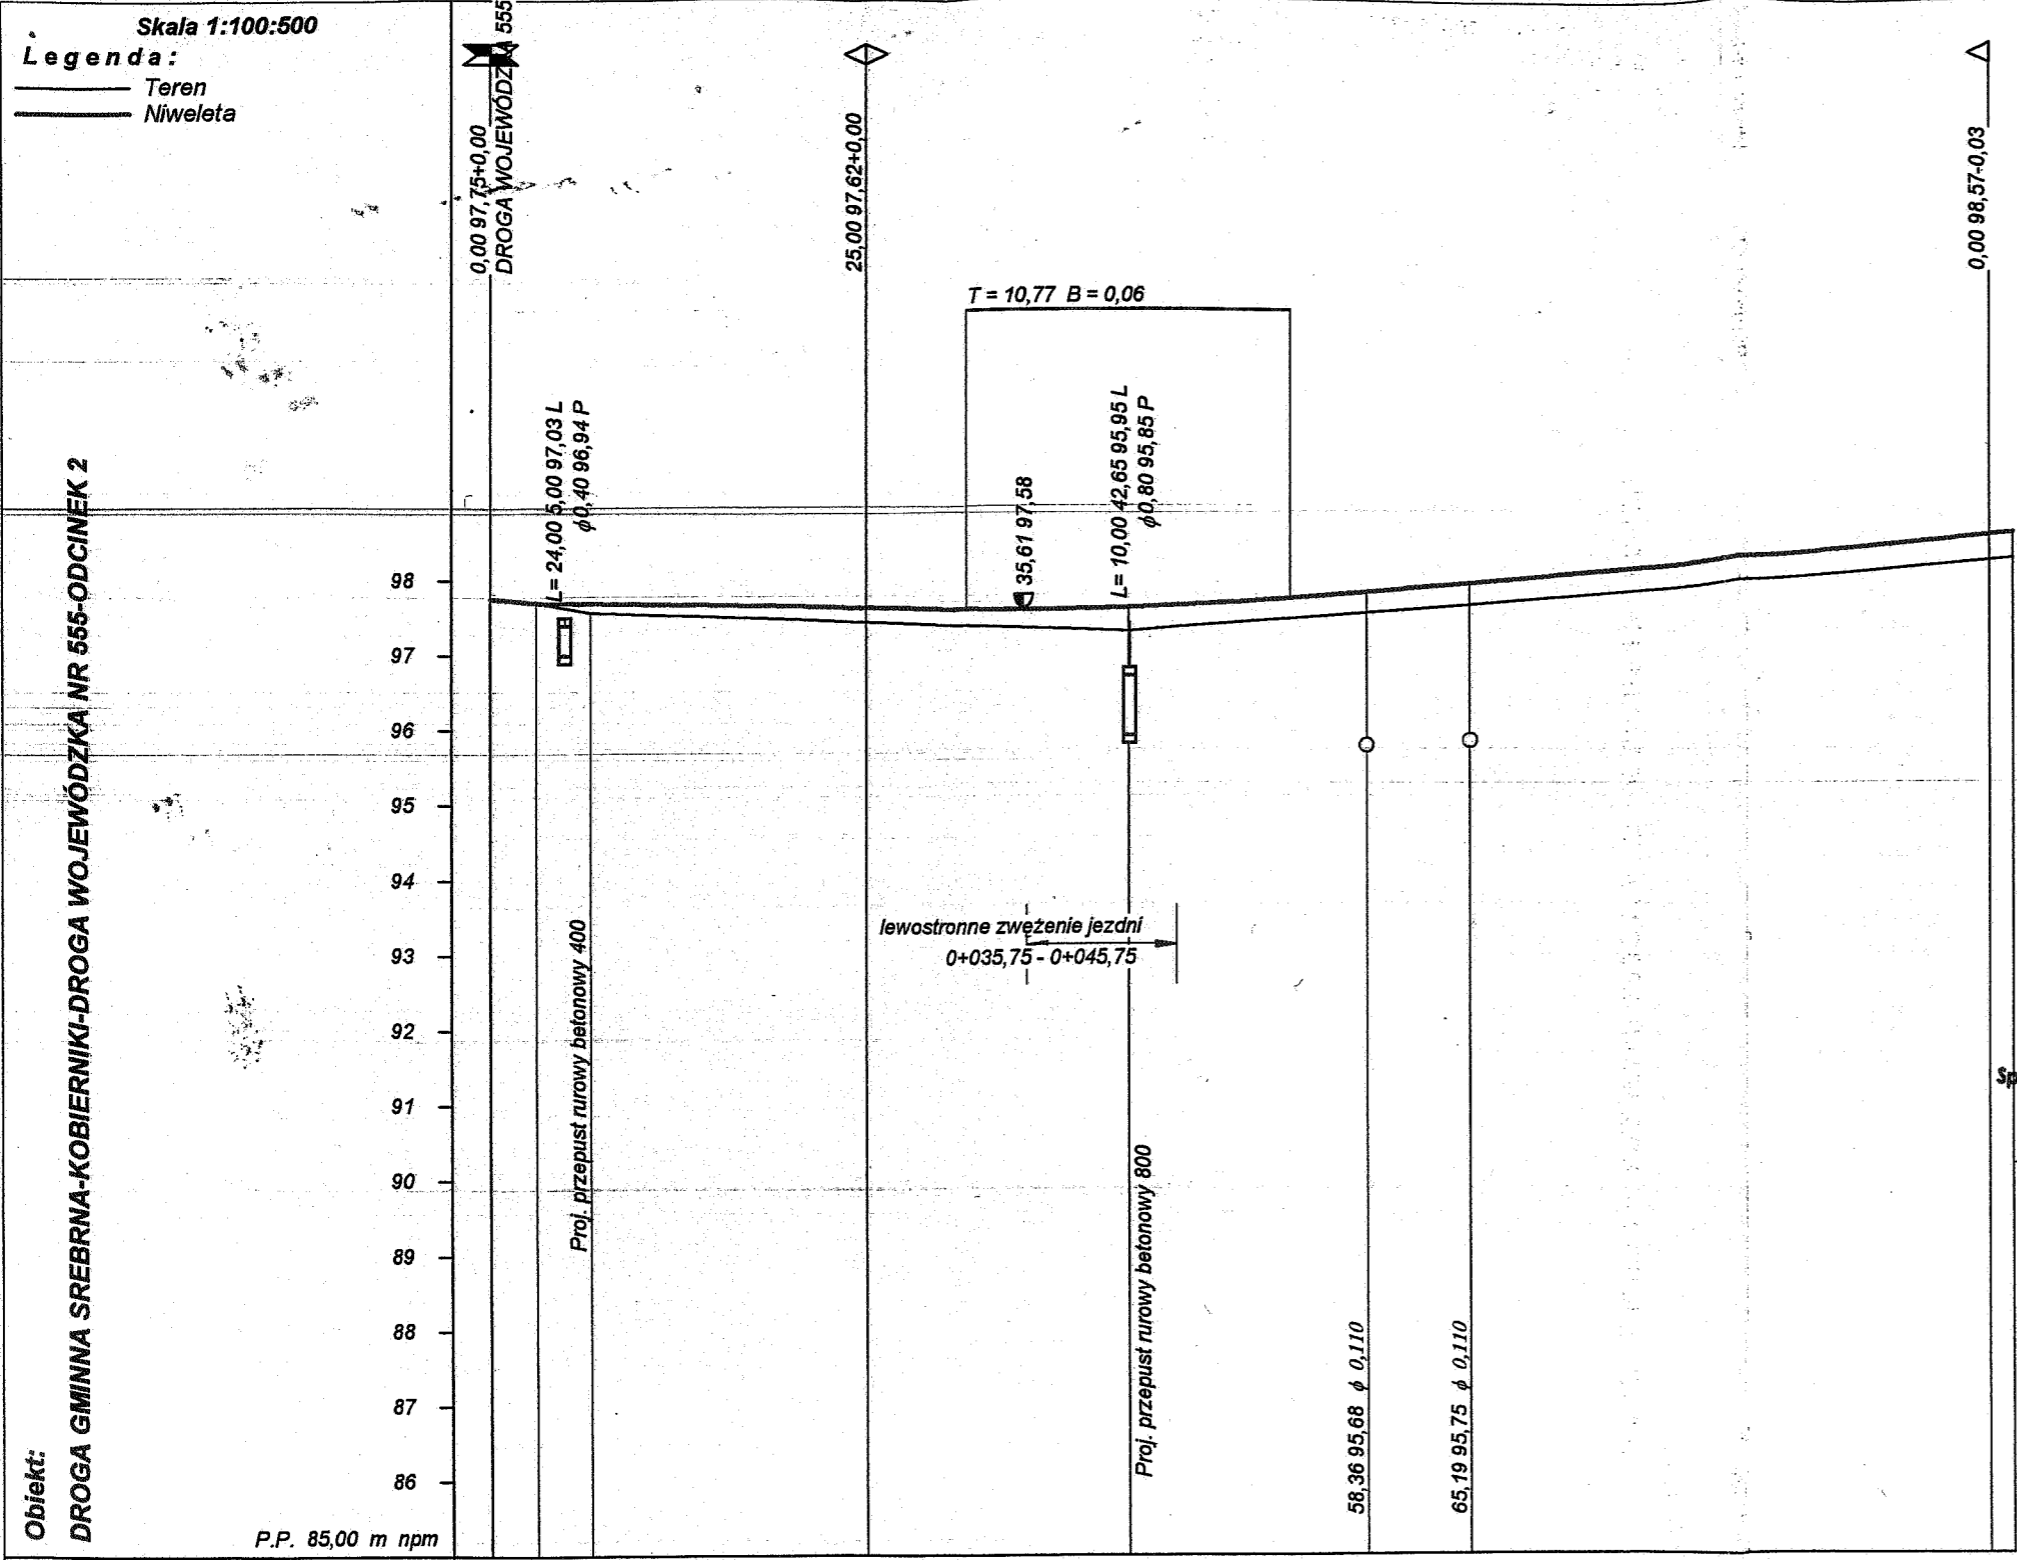 Skala 1:100:500
Legenda:
Teren
Niweleta
0,00 97,75+0,00
DROGA WOJEWÓDZKA 555
25,00 97,62+0,00
0,00 98,57-0,03
T = 10,77 B = 0,06
L= 24,00 5,00 97,03 L
ϕ0,40 96,94 P
35,61 97,58
L= 10,00 42,65 95,95 L
ϕ0,80 95,85 P
98
97
96
95
94
93
92
91
90
89
88
87
86
P.P. 85,00 m npm
lewostronne zwężenie jezdni
0+035,75 - 0+045,75
Proj. przepust rurowy betonowy 400
Proj. przepust rurowy betonowy 800
58,36 95,68 ϕ 0,110
65,19 95,75 ϕ 0,110
Sp
Obiekt:
DROGA GMINNA SREBRNA-KOBIERNIKI-DROGA WOJEWÓDZKA NR 555-ODCINEK 2